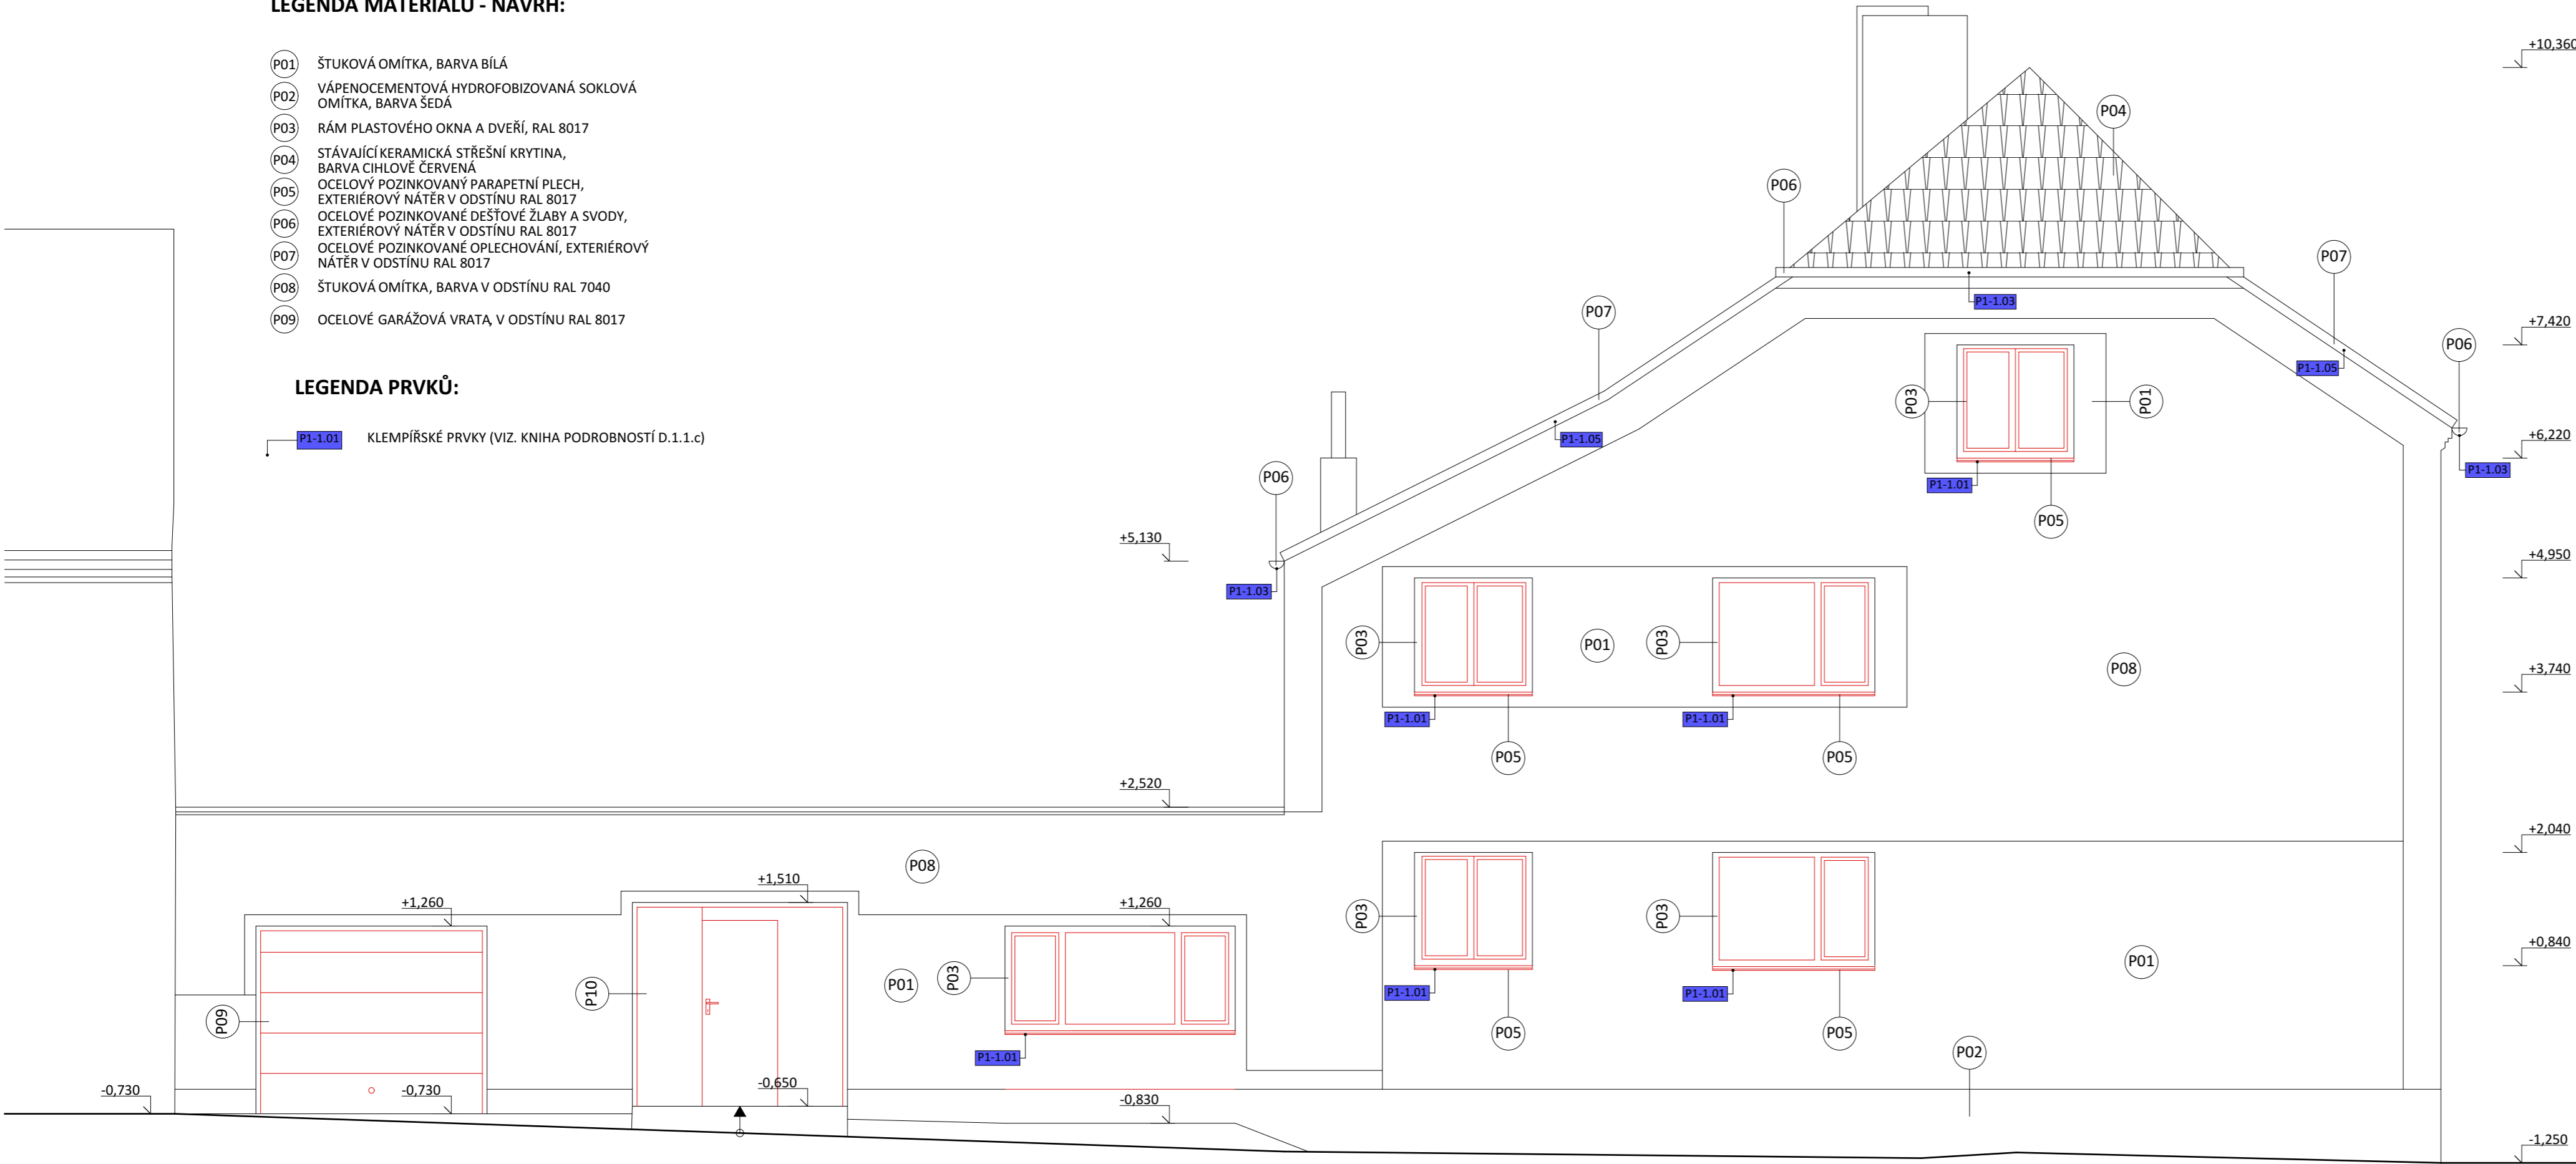 LEGENDA MATERIÁLŮ - NÁVRH:
P01 ŠTUKOVÁ OMÍTKA, BARVA BÍLÁ
P02 VÁPENOCEMENTOVÁ HYDROFOBIZOVANÁ SOKLOVÁ
OMÍTKA, BARVA ŠEDÁ
P03 RÁM PLASTOVÉHO OKNA A DVEŘÍ, RAL 8017
P04 STÁVAJÍCÍ KERAMICKÁ STŘEŠNÍ KRYTINA,
BARVA CIHLOVĚ ČERVENÁ
P05 OCELOVÝ POZINKOVANÝ PARAPETNÍ PLECH,
EXTERIÉROVÝ NÁTĚR V ODSTÍNU RAL 8017
P06 OCELOVÉ POZINKOVANÉ DEŠŤOVÉ ŽLABY A SVODY,
EXTERIÉROVÝ NÁTĚR V ODSTÍNU RAL 8017
P07 OCELOVÉ POZINKOVANÉ OPLECHOVÁNÍ, EXTERIÉROVÝ
NÁTĚR V ODSTÍNU RAL 8017
P08 ŠTUKOVÁ OMÍTKA, BARVA V ODSTÍNU RAL 7040
P09 OCELOVÉ GARÁŽOVÁ VRATA, V ODSTÍNU RAL 8017
LEGENDA PRVKŮ:
P1-1.01 KLEMPÍŘSKÉ PRVKY (VIZ. KNIHA PODROBNOSTÍ D.1.1.c)
+10,360
P04
P06
P07
P1-1.03
P07
+7,420
P06
P1-1.05
P03
P01
P1-1.05
+6,220
P06
P1-1.03
P1-1.01
P05
+5,130
+4,950
P1-1.03
P03
P01
P03
P08
+3,740
P1-1.01
P1-1.01
P05
P05
+2,520
+2,040
P08
+1,510
+1,260
+1,260
P03
P03
+0,840
P01
P03
P01
P10
P1-1.01
P1-1.01
P09
P05
P05
P1-1.01
P02
-0,730
-0,730
-0,650
-0,830
-1,250